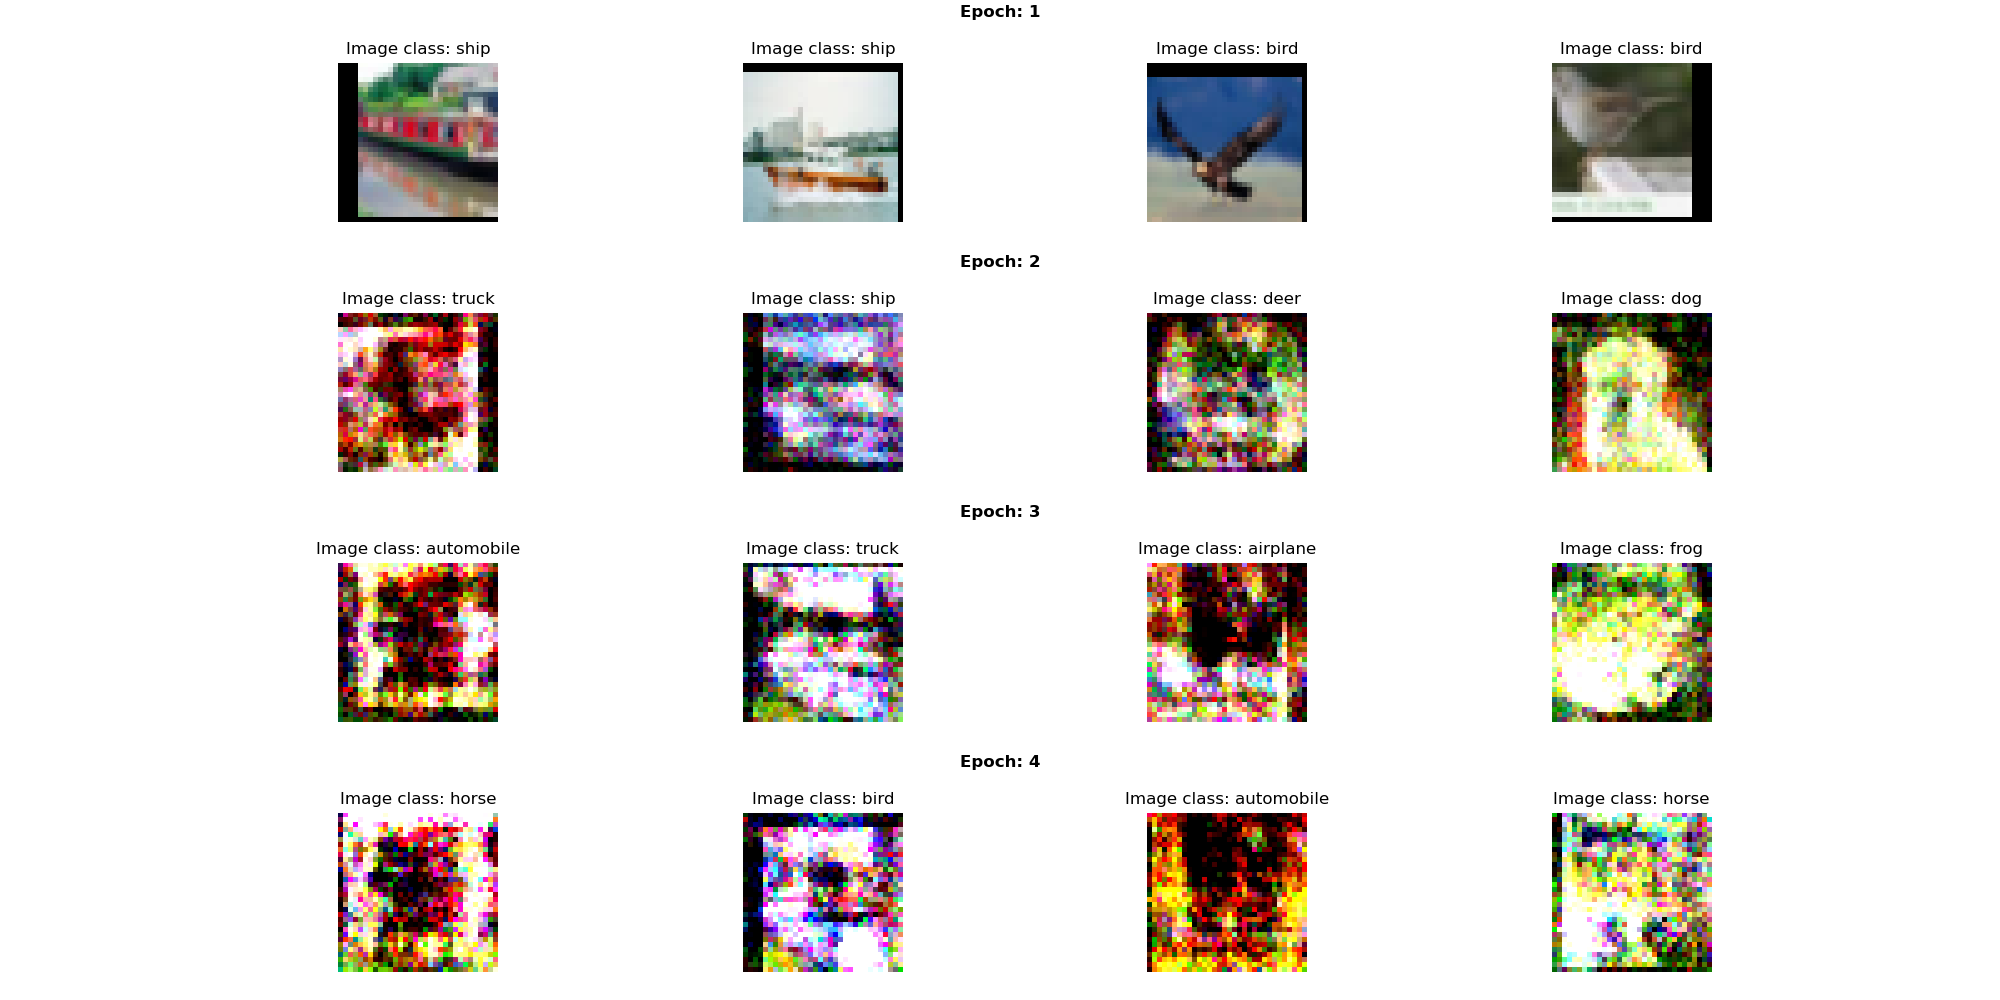 Epoch: 1
Image class: ship
Image class: ship
Image class: bird
Image class: bird
Epoch: 2
Image class: truck
Image class: ship
Image class: deer
Image class: dog
Epoch: 3
Image class: automobile
Image class: truck
Image class: airplane
Image class: frog
Epoch: 4
Image class: horse
Image class: bird
Image class: automobile
Image class: horse